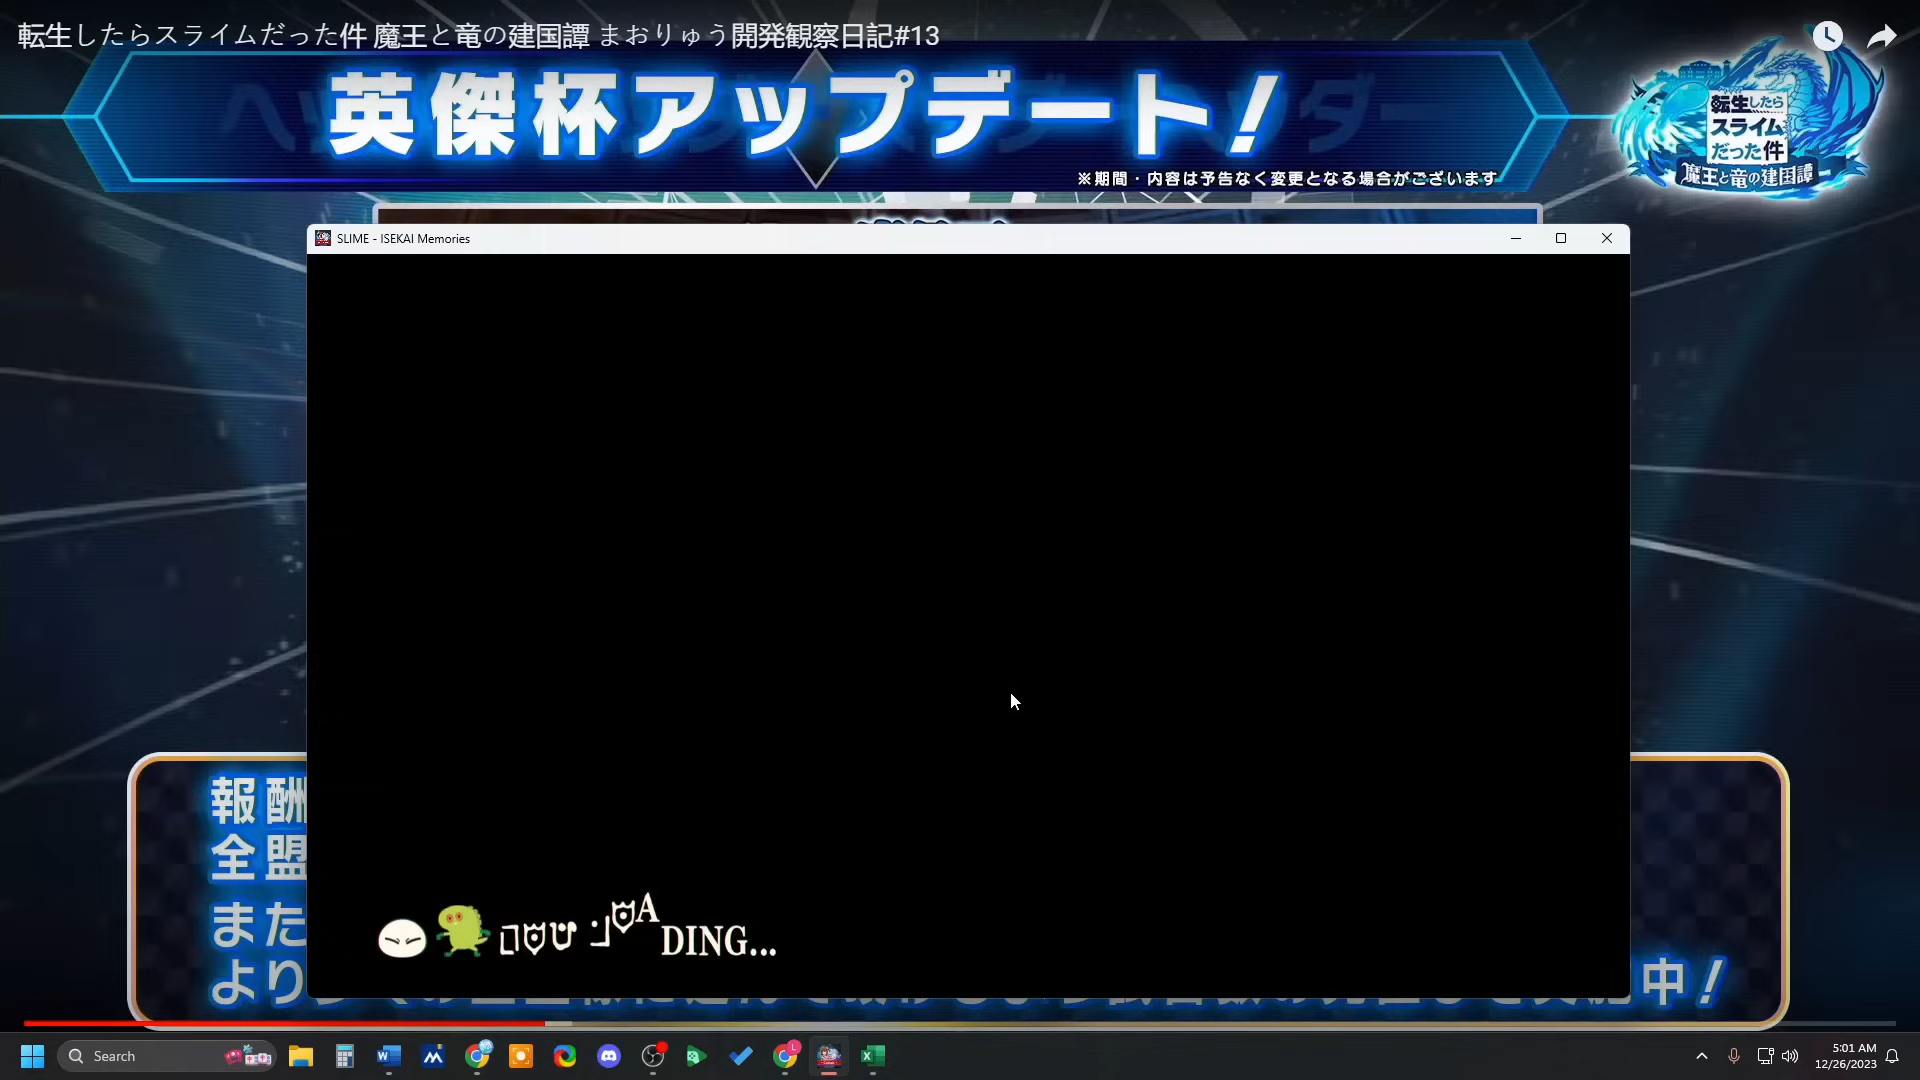 転生したらスライムだった件 魔王と竜の建国譚 まおりゅう開発観察日記#13
英傑杯アップデート!
※期間・内容は予告なく変更となる場合がございます
転生したら
スライム
だった件
魔王と竜の建国譚
SLIME - ISEKAI Memories
報酬
全盟
また
より
中!
ADING...
Search
5:01 AM
12/26/2023